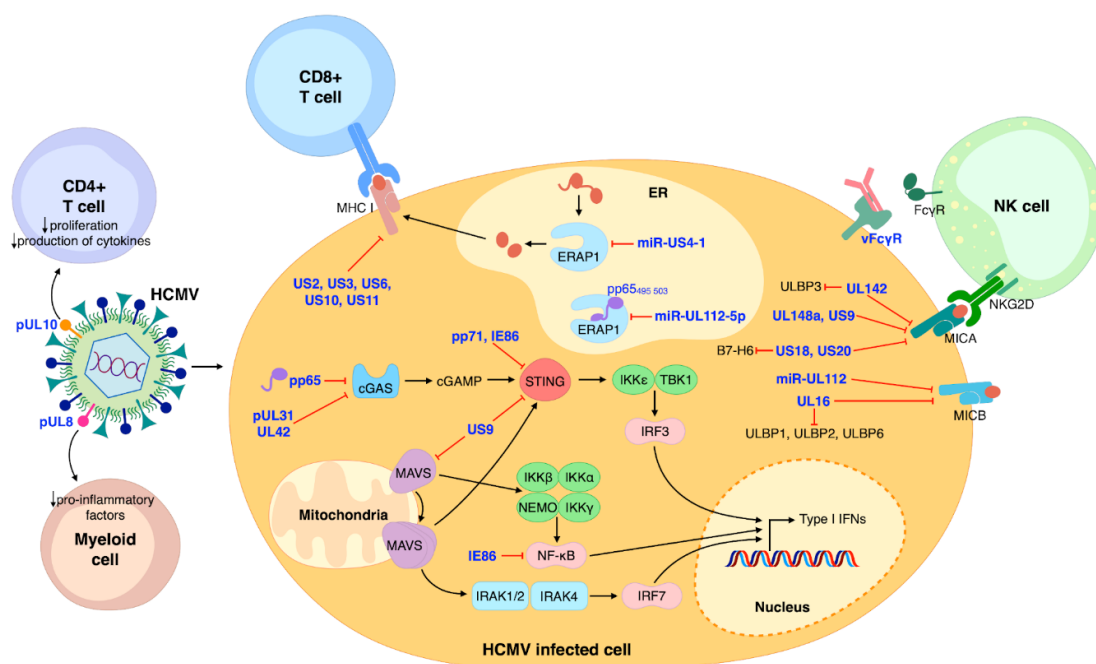 CD8+
T cell
CD4+
T cell
↓proliferation
↓production of cytokines
HCMV
pUL10
pUL8
↓pro-inflammatory
factors
Myeloid
cell
MHC I
US2, US3, US6,
US10, US11
ER
ERAP1
miR-US4-1
pp65495 503
ERAP1
miR-UL112-5p
pp71, IE86
pp65
cGAS
cGAMP
STING
IKKε
TBK1
pUL31
UL42
US9
IRF3
MAVS
Mitochondria
MAVS
IKKβ
IKKα
NEMO
IKKγ
IE86
NF-κB
IRAK1/2
IRAK4
IRF7
Type I IFNs
Nucleus
HCMV infected cell
NK cell
FcγR
vFcγR
NKG2D
ULBP3
UL142
UL148a, US9
MICA
B7-H6
US18, US20
miR-UL112
UL16
MICB
ULBP1, ULBP2, ULBP6